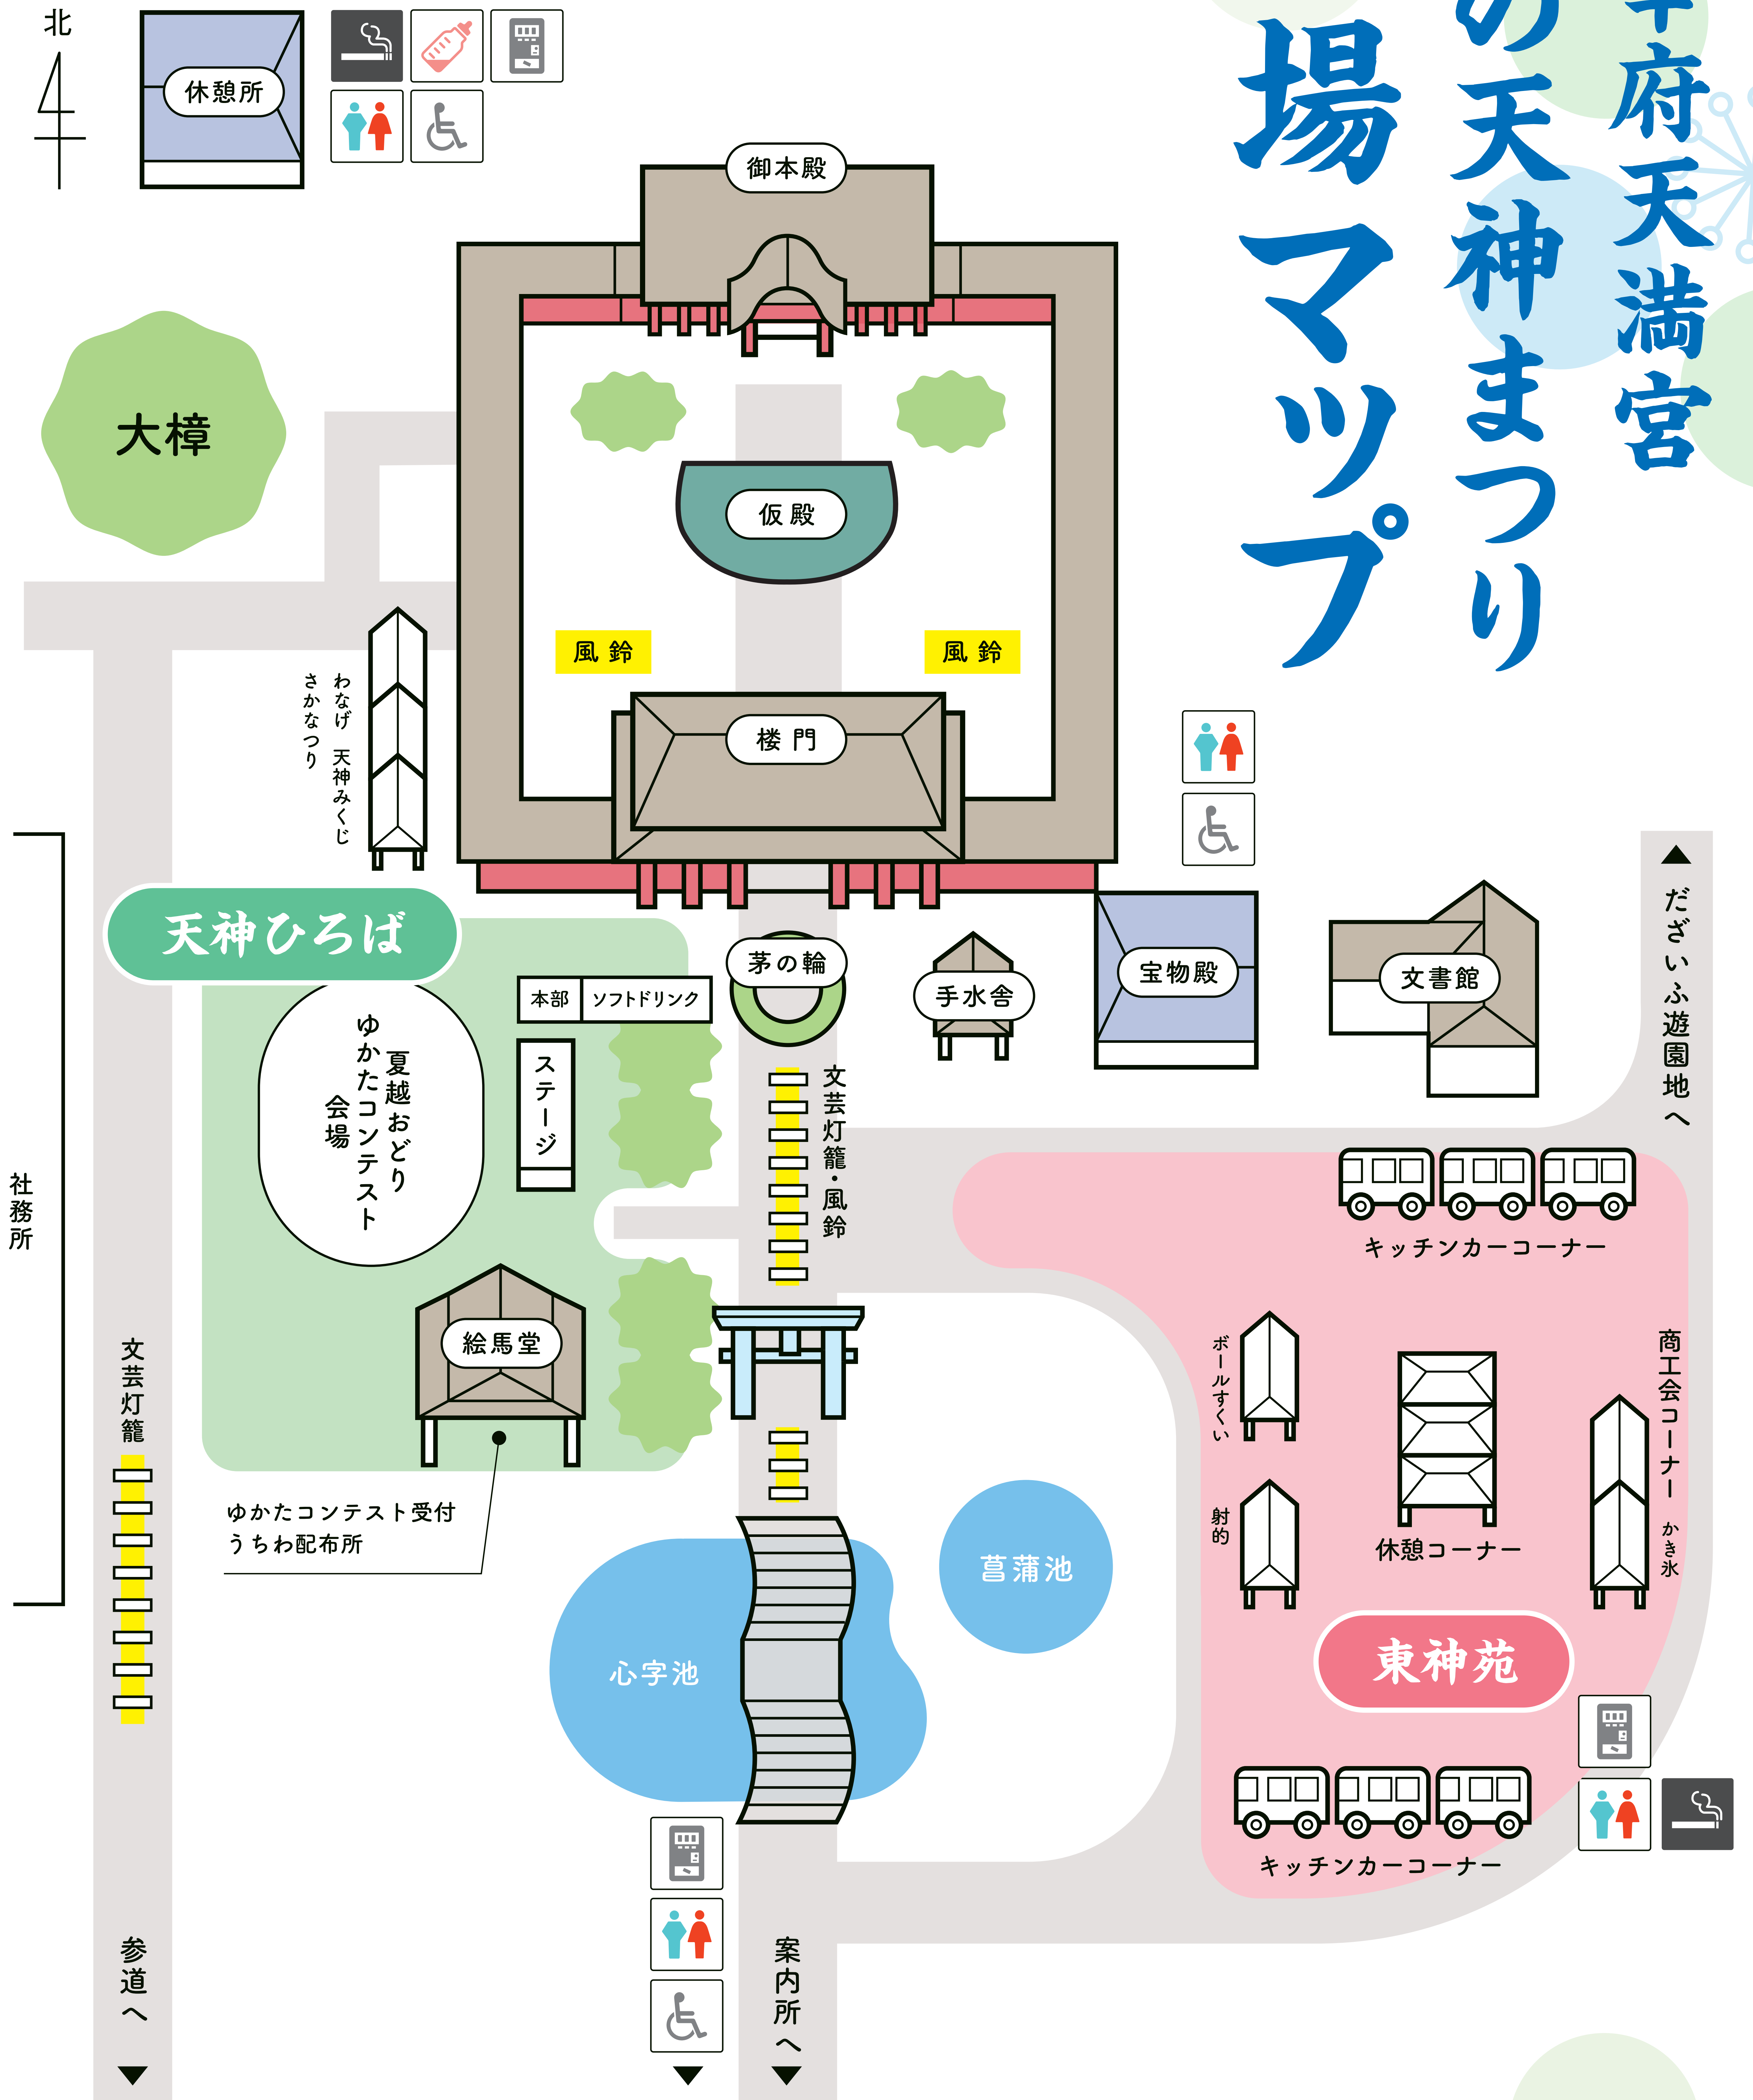 府天満宮
の天神まつり
場マップ
北
休憩所
御本殿
大樟
仮殿
風鈴
風鈴
楼門
わなげ 天神みくじ
さかなつり
天神ひろば
茅の輪
手水舎
宝物殿
文書館
だざいふ遊園地へ
本部
ソフトドリンク
ステージ
夏越おどり
ゆかたコンテスト
会場
文芸灯籠・風鈴
社務所
キッチンカーコーナー
絵馬堂
文芸灯籠
ボールすくい
商工会コーナー かき氷
射的
休憩コーナー
ゆかたコンテスト受付
うちわ配布所
菖蒲池
心字池
東神苑
キッチンカーコーナー
参道へ
案内所へ